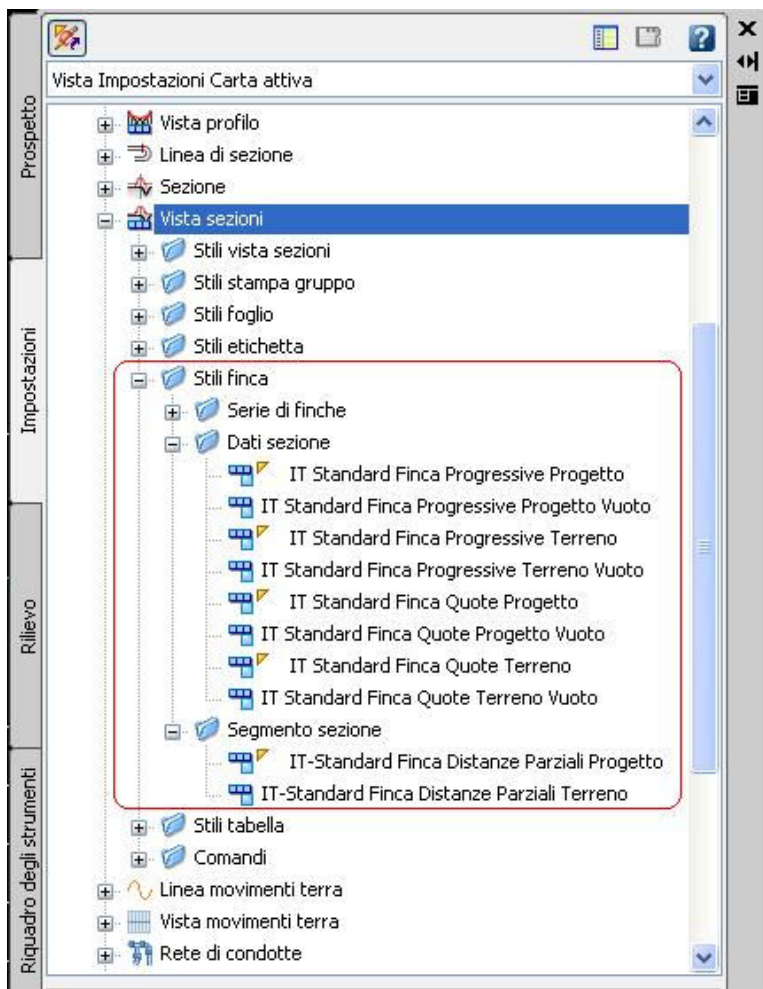 Vista Impostazioni Carta attiva
Vista profilo
Linea di sezione
Sezione
Vista sezioni
Stili vista sezioni
Stili stampa gruppo
Stili foglio
Stili etichetta
Stili finca
Serie di finche
Dati sezione
IT Standard Finca Progressive Progetto
IT Standard Finca Progressive Progetto Vuoto
IT Standard Finca Progressive Terreno
IT Standard Finca Progressive Terreno Vuoto
IT Standard Finca Quote Progetto
IT Standard Finca Quote Progetto Vuoto
IT Standard Finca Quote Terreno
IT Standard Finca Quote Terreno Vuoto
Segmento sezione
IT-Standard Finca Distanze Parziali Progetto
IT-Standard Finca Distanze Parziali Terreno
Stili tabella
Comandi
Linea movimenti terra
Vista movimenti terra
Rete di condotte
Prospetto
Impostazioni
Rilievo
Riquadro degli strumenti